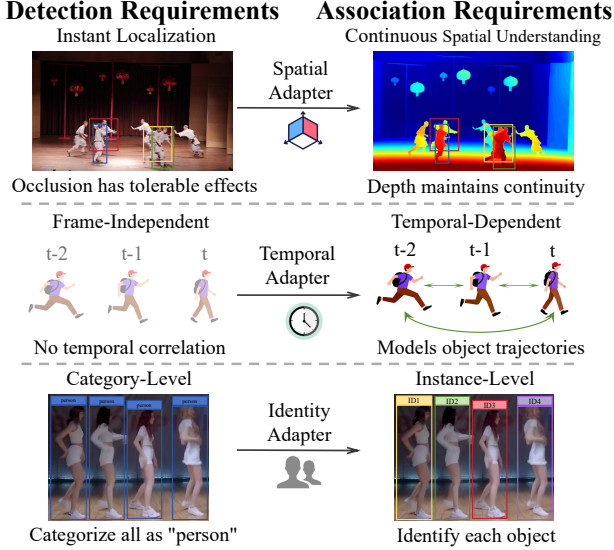 Detection Requirements
Association Requirements
Instant Localization
Continuous Spatial Understanding
Spatial
Adapter
Occlusion has tolerable effects
Depth maintains continuity
Frame-Independent
Temporal-Dependent
t-2 t-1 t
Temporal
Adapter
t-2 t-1 t
No temporal correlation
Models object trajectories
Category-Level
Instance-Level
person person person person
Identity
Adapter
ID1 ID2 ID3 ID4
Categorize all as "person"
Identify each object